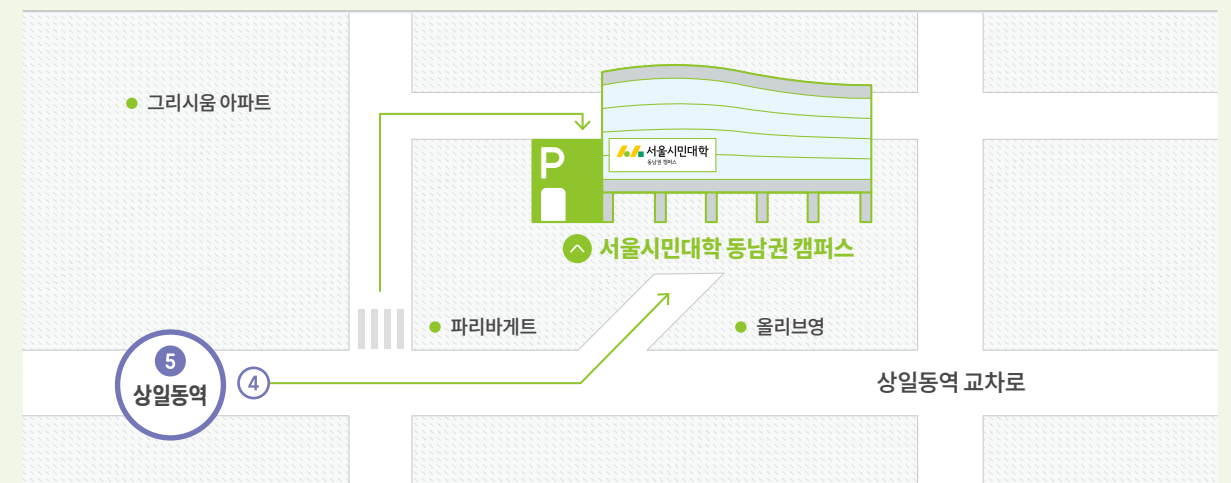 그리시움 아파트
P
서울시민대학
동남권 캠퍼스
서울시민대학 동남권 캠퍼스
파리바게트
올리브영
5
상일동역
4
상일동역 교차로